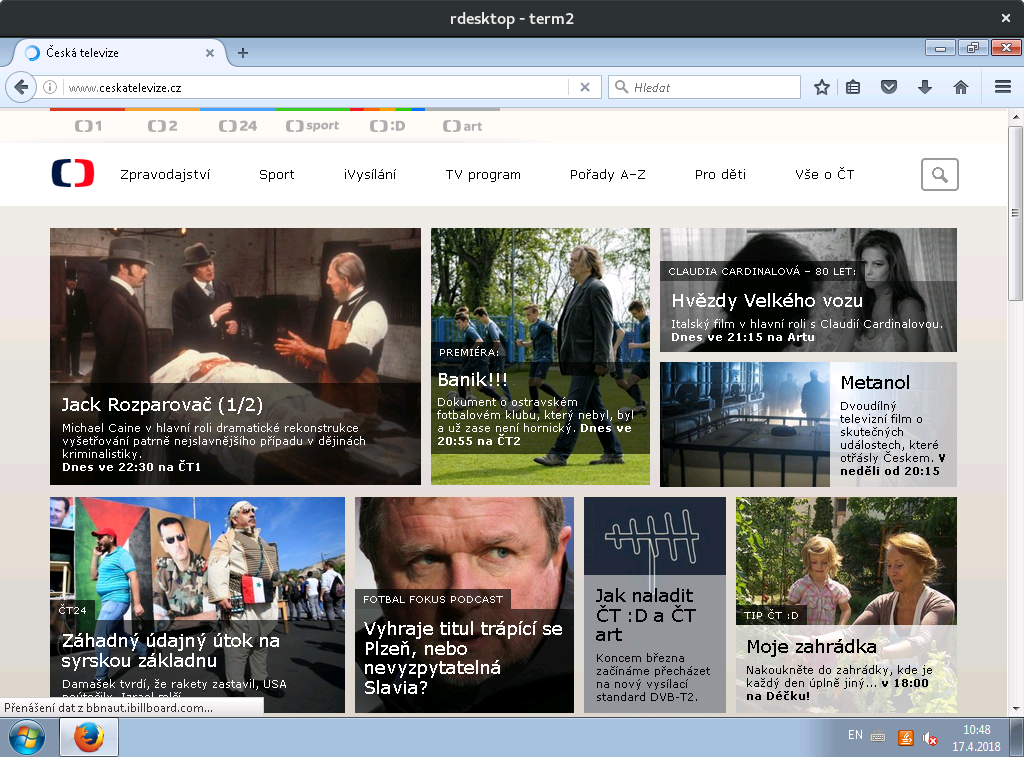 rdesktop - term2
Česká televize
www.ceskatelevize.cz
Hledat
1
2
24
sport
:D
art
Zpravodajství
Sport
iVysílání
TV program
Pořady A–Z
Pro děti
Vše o ČT
Jack Rozparovač (1/2)
Michael Caine v hlavní roli dramatické rekonstrukce
vyšetřování patrně nejslavnějšího případu v dějinách
kriminalistiky.
Dnes ve 22:30 na ČT1
PREMIÉRA:
Banik!!!
Dokument o ostravském
fotbalovém klubu, který nebyl, byl
a už zase není hornický. Dnes ve
20:55 na ČT2
CLAUDIA CARDINALOVÁ – 80 LET:
Hvězdy Velkého vozu
Italský film v hlavní roli s Claudií Cardinalovou.
Dnes ve 21:15 na Artu
Metanol
Dvoudílný
televizní film o
skutečných
událostech, které
otřásly Českem. V
neděli od 20:15
ČT24
Záhadný údajný útok na
syrskou základnu
Damašek tvrdí, že rakety zastavil, USA
FOTBAL FOKUS PODCAST
Vyhraje titul trápící se
Plzeň, nebo
nevyzpytatelná
Slavia?
Jak naladit
ČT :D a ČT
art
Koncem března
začínáme přecházet
na nový vysílací
standard DVB-T2.
TIP ČT :D
Moje zahrádka
Nakoukněte do zahrádky, kde je
každý den úplně jiný... v 18:00
na Déčku!
Přenášení dat z bbnaut.ibillboard.com...
EN
10:48
17.4.2018